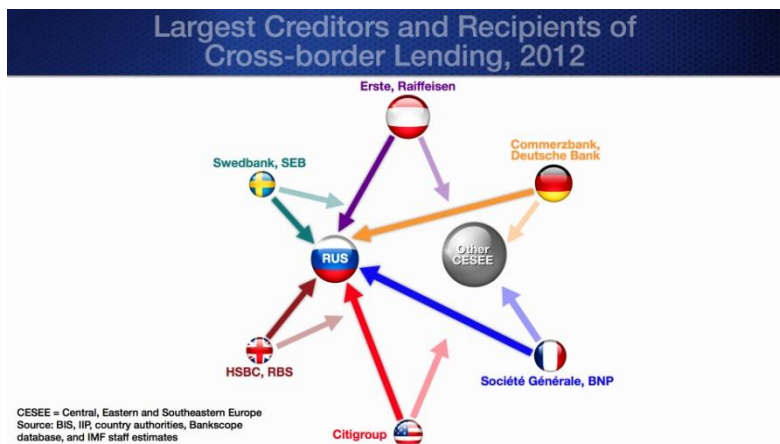 Largest Creditors and Recipients of
Cross-border Lending, 2012
Erste, Raiffeisen
Swedbank, SEB
Commerzbank,
Deutsche Bank
RUS
Other
CESEE
HSBC, RBS
Société Générale, BNP
Citigroup
CESEE = Central, Eastern and Southeastern Europe
Source: BIS, IIP, country authorities, Bankscope
database, and IMF staff estimates